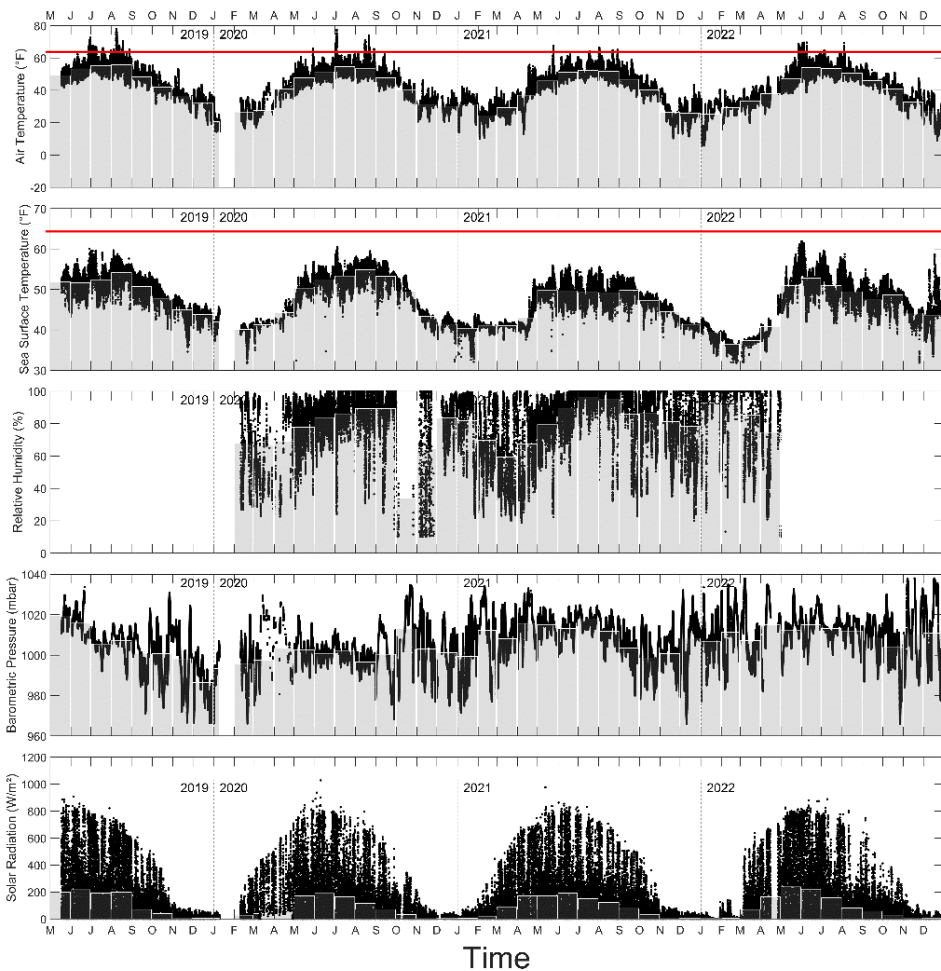 M J J A S O N D J F M A M J J A S O N D J F M A M J J A S O N D J F M A M J J A S O N D
80
2019 2020 2021 2022
60
40
20
0
-20
Air Temperature (°F)
70
2019 2020 2021 2022
60
50
40
30
Sea Surface Temperature (°F)
100
2019
80
60
40
20
0
Relative Humidity (%)
1040
2019 2020 2021 2022
1020
1000
980
960
Barometric Pressure (mbar)
1200
2019 2020 2021 2022
1000
800
600
400
200
0
Solar Radiation (W/m²)
M J J A S O N D J F M A M J J A S O N D J F M A M J J A S O N D J F M A M J J A S O N D
Time